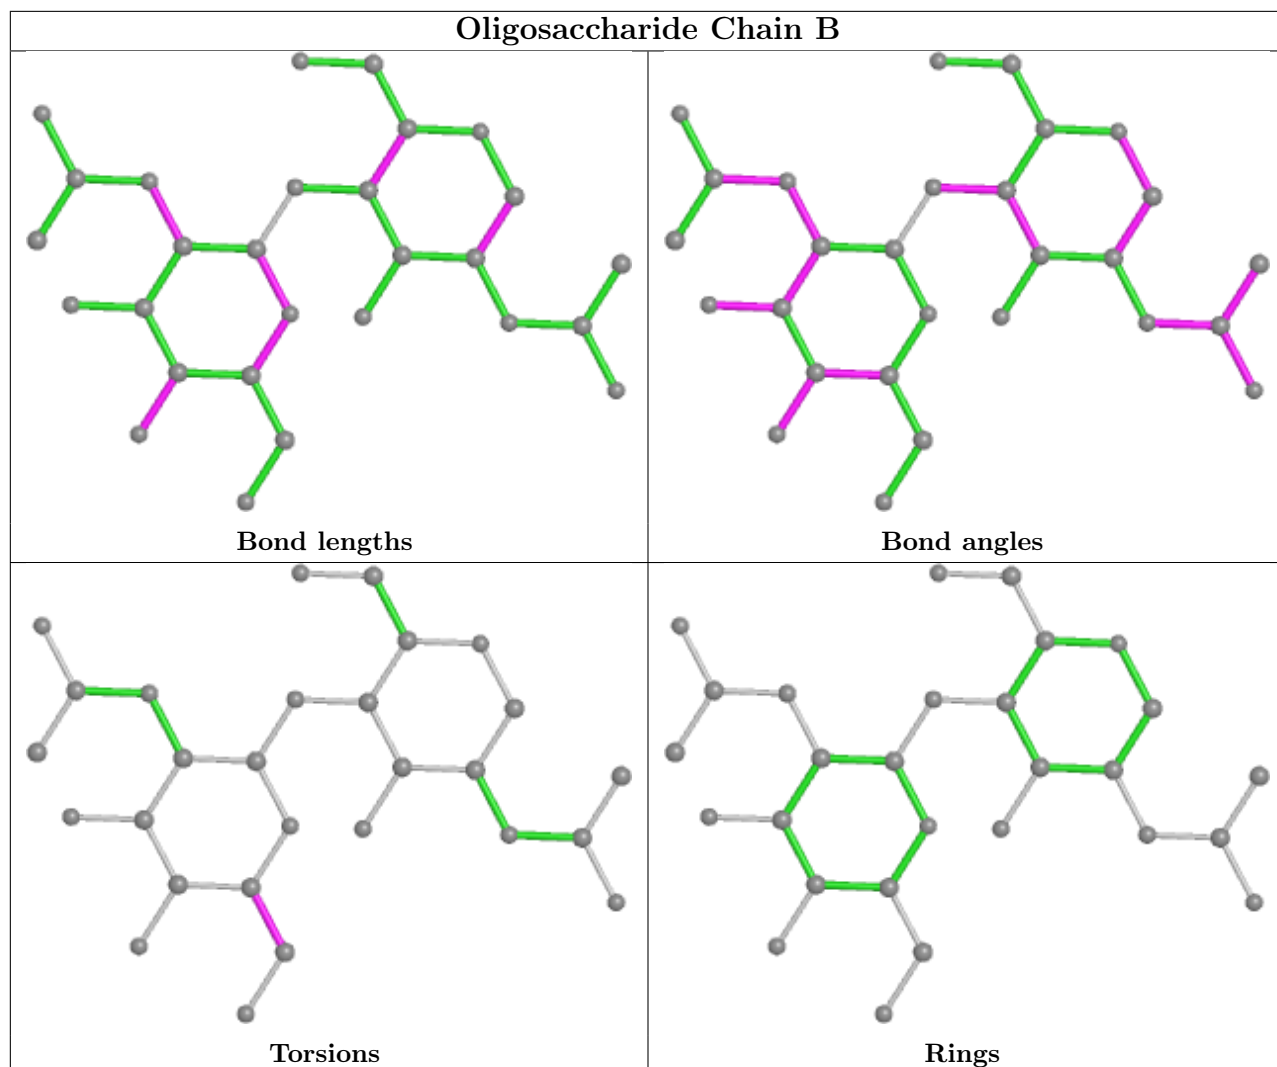 Oligosaccharide Chain B
Bond lengths
Bond angles
Torsions
Rings